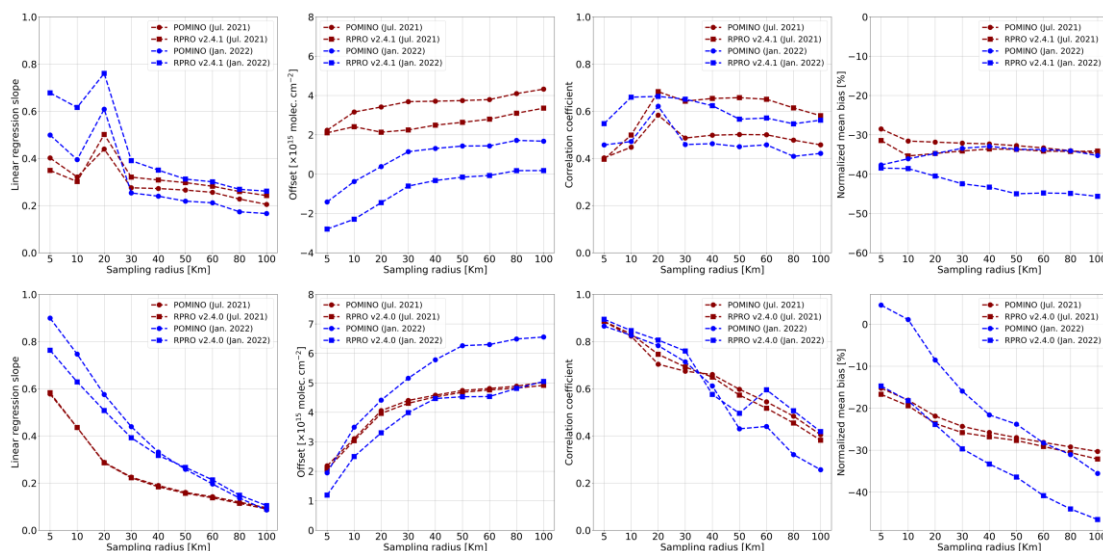 Linear regression slope
1.0
0.8
0.6
0.4
0.2
0.0
POMINO (Jul. 2021)
RPRO v2.4.1 (Jul. 2021)
POMINO (Jan. 2022)
RPRO v2.4.1 (Jan. 2022)
5 10 20 30 40 50 60 80 100
Sampling radius [Km]
Offset [×10¹⁵ molec. cm⁻²]
8
6
4
2
0
−2
−4
POMINO (Jul. 2021)
RPRO v2.4.1 (Jul. 2021)
POMINO (Jan. 2022)
RPRO v2.4.1 (Jan. 2022)
5 10 20 30 40 50 60 80 100
Sampling radius [Km]
Correlation coefficient
1.0
0.8
0.6
0.4
0.2
0.0
POMINO (Jul. 2021)
RPRO v2.4.1 (Jul. 2021)
POMINO (Jan. 2022)
RPRO v2.4.1 (Jan. 2022)
5 10 20 30 40 50 60 80 100
Sampling radius [Km]
Normalized mean bias [%]
0
−10
−20
−30
−40
−50
−60
POMINO (Jul. 2021)
RPRO v2.4.1 (Jul. 2021)
POMINO (Jan. 2022)
RPRO v2.4.1 (Jan. 2022)
5 10 20 30 40 50 60 80 100
Sampling radius [Km]
Linear regression slope
1.0
0.8
0.6
0.4
0.2
0.0
POMINO (Jul. 2021)
RPRO v2.4.0 (Jul. 2021)
POMINO (Jan. 2022)
RPRO v2.4.0 (Jan. 2022)
5 10 20 30 40 50 60 80 100
Sampling radius [Km]
Offset [×10¹⁵ molec. cm⁻²]
8
7
6
5
4
3
2
1
0
POMINO (Jul. 2021)
RPRO v2.4.0 (Jul. 2021)
POMINO (Jan. 2022)
RPRO v2.4.0 (Jan. 2022)
5 10 20 30 40 50 60 80 100
Sampling radius [Km]
Correlation coefficient
1.0
0.8
0.6
0.4
0.2
0.0
POMINO (Jul. 2021)
RPRO v2.4.0 (Jul. 2021)
POMINO (Jan. 2022)
RPRO v2.4.0 (Jan. 2022)
5 10 20 30 40 50 60 80 100
Sampling radius [Km]
Normalized mean bias [%]
0
−10
−20
−30
−40
POMINO (Jul. 2021)
RPRO v2.4.0 (Jul. 2021)
POMINO (Jan. 2022)
RPRO v2.4.0 (Jan. 2022)
5 10 20 30 40 50 60 80 100
Sampling radius [Km]